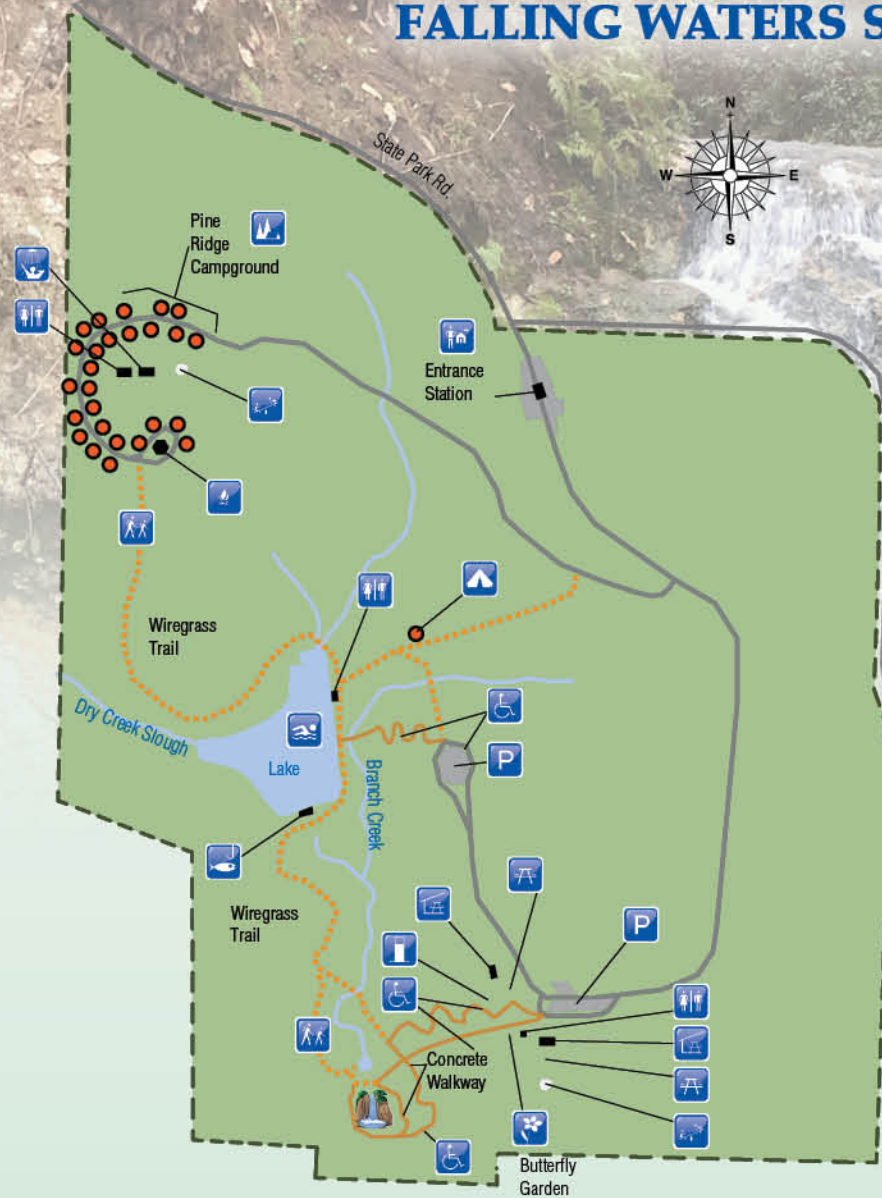 FALLING WATERS S
N
W
E
S
State Park Rd.
Pine
Ridge
Campground
Entrance
Station
Wiregrass
Trail
Dry Creek Slough
Lake
Branch Creek
P
Wiregrass
Trail
P
Concrete
Walkway
Butterfly
Garden